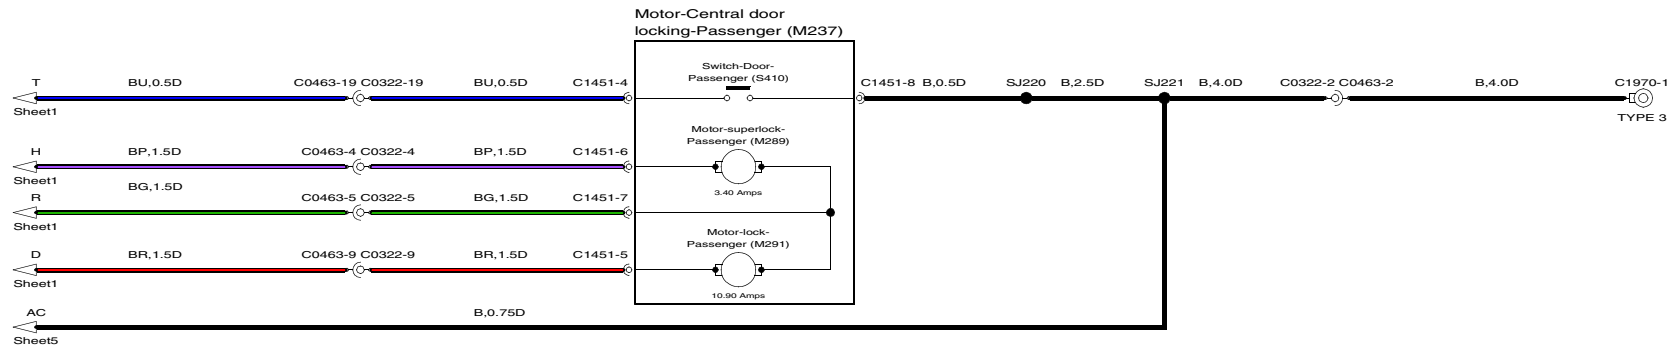 Motor-Central door
locking-Passenger (M237)
T BU,0.5D C0463-19 C0322-19 BU,0.5D C1451-4
Sheet1
Switch-Door-
Passenger (S410)
C1451-8 B,0.5D SJ220 B,2.5D SJ221 B,4.0D C0322-2 C0463-2 B,4.0D C1970-1
TYPE 3
H BP,1.5D C0463-4 C0322-4 BP,1.5D C1451-6
Sheet1
Motor-superlock-
Passenger (M289)
3.40 Amps
BG,1.5D
R C0463-5 C0322-5 BG,1.5D C1451-7
Sheet1
D BR,1.5D C0463-9 C0322-9 BR,1.5D C1451-5
Sheet1
Motor-lock-
Passenger (M291)
10.90 Amps
AC B,0.75D
Sheet5